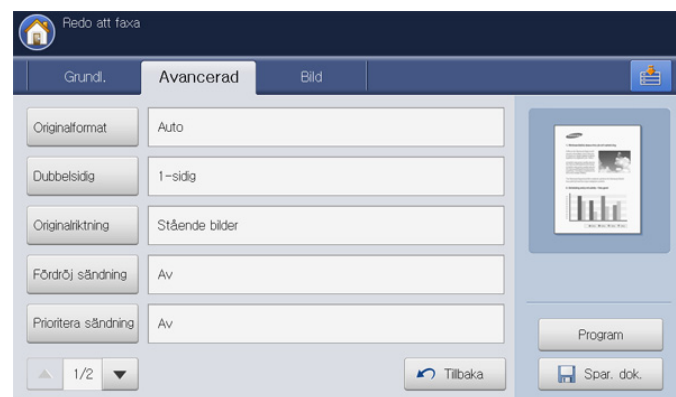 Redo att faxa
Grundl.
Avancerad
Bild
Originalformat
Auto
Dubbelsidig
1-sidig
Originalriktning
Stående bilder
Fördröj sändning
Av
Prioritera sändning
Av
1/2
Tillbaka
Program
Spar. dok.